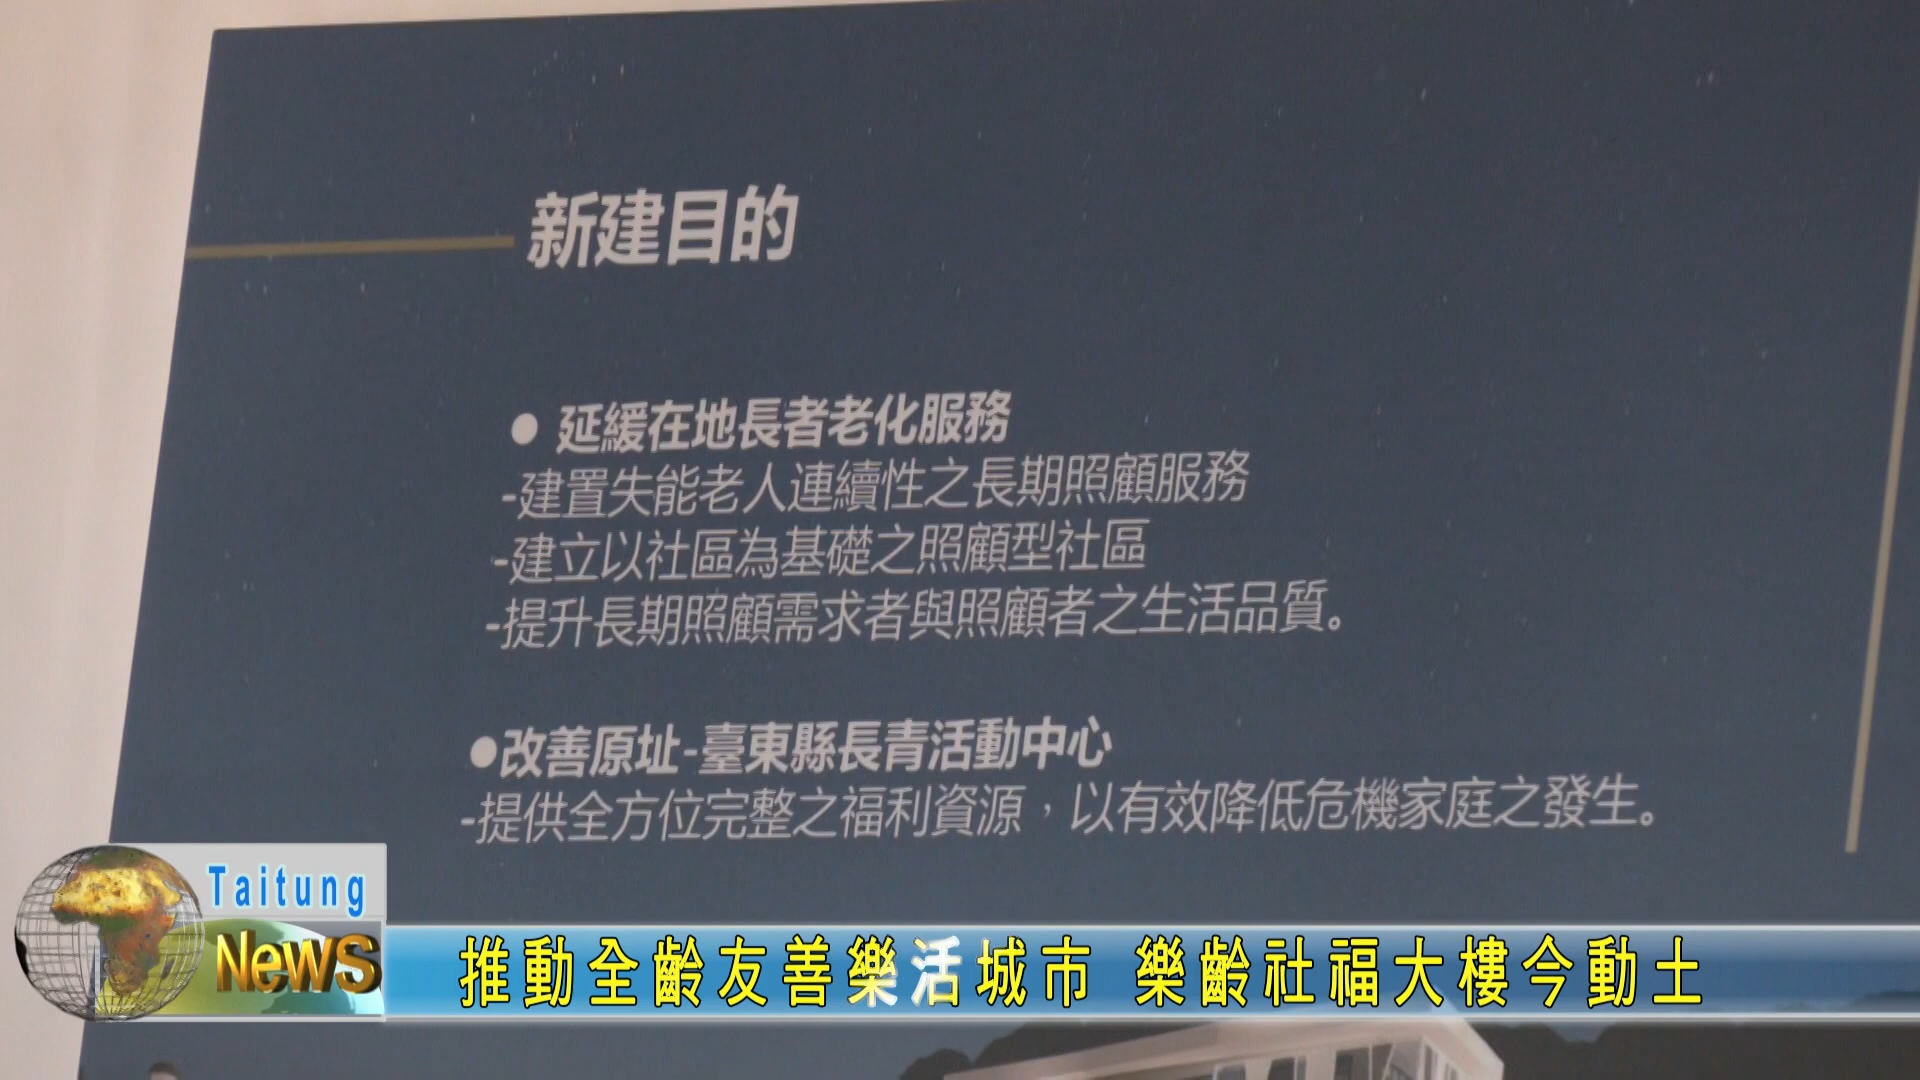 新建目的
● 延緩在地長者老化服務
-建置失能老人連續性之長期照顧服務
-建立以社區為基礎之照顧型社區
-提升長期照顧需求者與照顧者之生活品質。
●改善原址-臺東縣長青活動中心
-提供全方位完整之福利資源，以有效降低危機家庭之發生。
Taitung
News
推動全齡友善樂活城市 樂齡社福大樓今動土